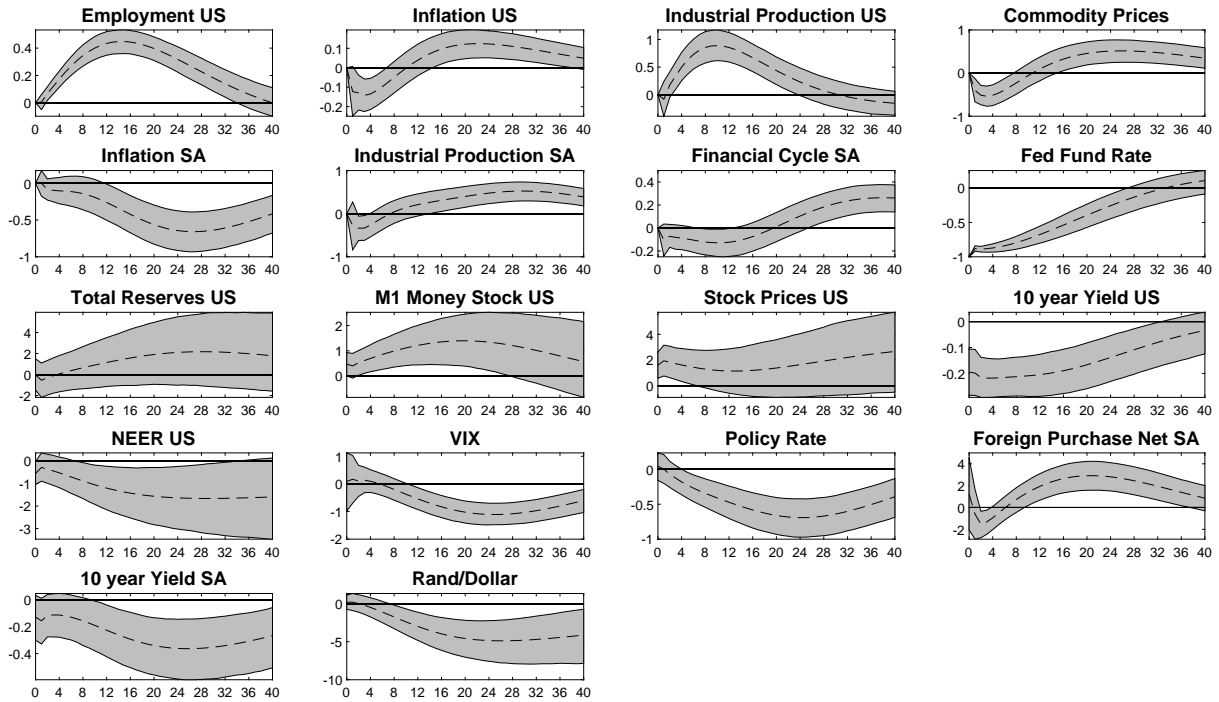 Employment US Inflation US Industrial Production US Commodity Prices
0.4
0.2
0
0 4 8 12 16 20 24 28 32 36 40
0.1
0
-0.1
-0.2
0 4 8 12 16 20 24 28 32 36 40
1
0.5
0
0 4 8 12 16 20 24 28 32 36 40
1
0
-1
0 4 8 12 16 20 24 28 32 36 40
Inflation SA Industrial Production SA Financial Cycle SA Fed Fund Rate
0
-0.5
-1
0 4 8 12 16 20 24 28 32 36 40
1
0
-1
0 4 8 12 16 20 24 28 32 36 40
0.4
0.2
0
-0.2
0 4 8 12 16 20 24 28 32 36 40
0
-0.5
-1
0 4 8 12 16 20 24 28 32 36 40
Total Reserves US M1 Money Stock US Stock Prices US 10 year Yield US
4
2
0
-2
0 4 8 12 16 20 24 28 32 36 40
2
1
0
0 4 8 12 16 20 24 28 32 36 40
4
2
0
0 4 8 12 16 20 24 28 32 36 40
0
-0.1
-0.2
0 4 8 12 16 20 24 28 32 36 40
NEER US VIX Policy Rate Foreign Purchase Net SA
0
-1
-2
-3
0 4 8 12 16 20 24 28 32 36 40
1
0
-1
-2
0 4 8 12 16 20 24 28 32 36 40
0
-0.5
-1
0 4 8 12 16 20 24 28 32 36 40
4
2
0
-2
0 4 8 12 16 20 24 28 32 36 40
10 year Yield SA Rand/Dollar
0
-0.2
-0.4
0 4 8 12 16 20 24 28 32 36 40
0
-5
-10
0 4 8 12 16 20 24 28 32 36 40